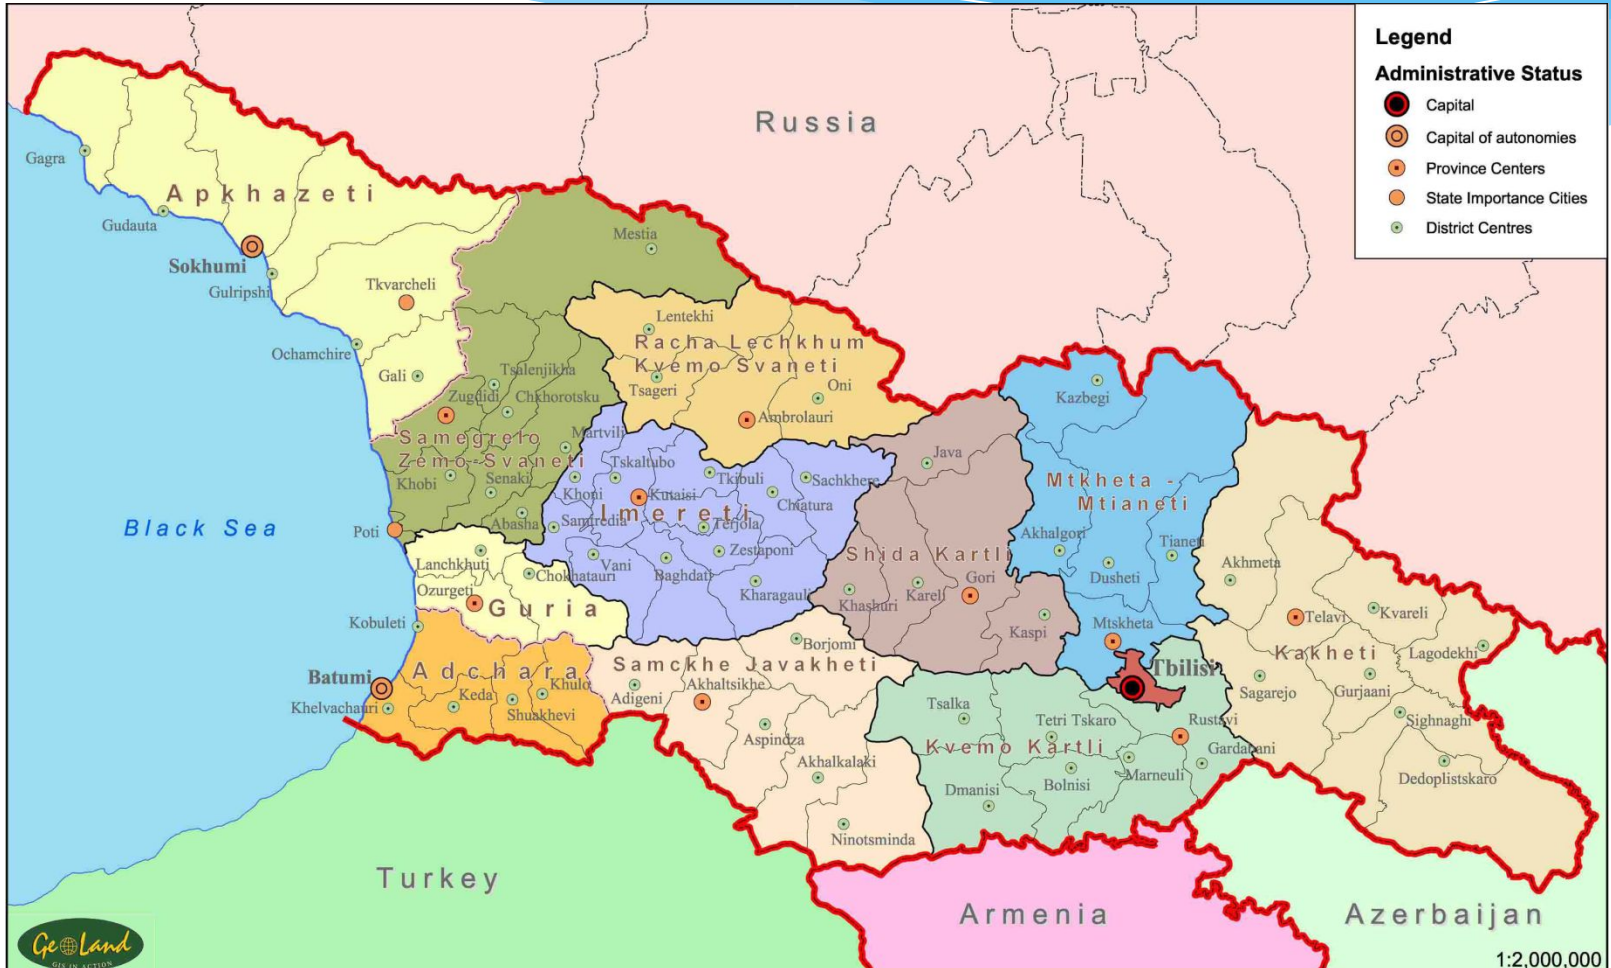 Legend
Administrative Status
Capital
Capital of autonomies
Province Centers
State Importance Cities
District Centres
Russia
Gagra
Apkhazeti
Gudauta
Mestia
Sokhumi
Gulripshi
Tkvarcheli
Lentekhi
Racha Lechkhum
Kvemo Svaneti
Ochamchire
Gali
Tsalenjikha
Tsageri
Oni
Kazbegi
Zugdidi
Chkhorotsku
Ambrolauri
Samegrelo
Zemo-Svaneti
Martvili
Khobi
Senaki
Tskaltubo
Tkibuli
Sachkhere
Java
Khoni
Kutaisi
Chiatura
Imereti
Mtkheta -
Mtianeti
Black Sea
Poti
Abasha
Samtredia
Terjola
Akhalgori
Tianeti
Lanchkhuti
Chokhatauri
Vani
Baghdati
Zestaponi
Shida Kartli
Dusheti
Akhmeta
Ozurgeti
Guria
Kharagauli
Khashuri
Kareli
Gori
Kaspi
Mtskheta
Telavi
Kvareli
Kobuleti
Borjomi
Lagodekhi
Batumi
Adchara
Samckhe Javakheti
Tbilisi
Kakheti
Khelvachauri
Keda
Khulo
Shuakhevi
Adigeni
Akhaltsikhe
Sagarejo
Gurjaani
Tsalka
Tetri Tskaro
Rustavi
Sighnaghi
Aspindza
Kvemo Kartli
Gardabani
Akhalkalaki
Dmanisi
Bolnisi
Marneuli
Dedoplistskaro
Ninotsminda
Turkey
Armenia
Azerbaijan
GeoLand
GIS IN ACTION
1:2,000,000